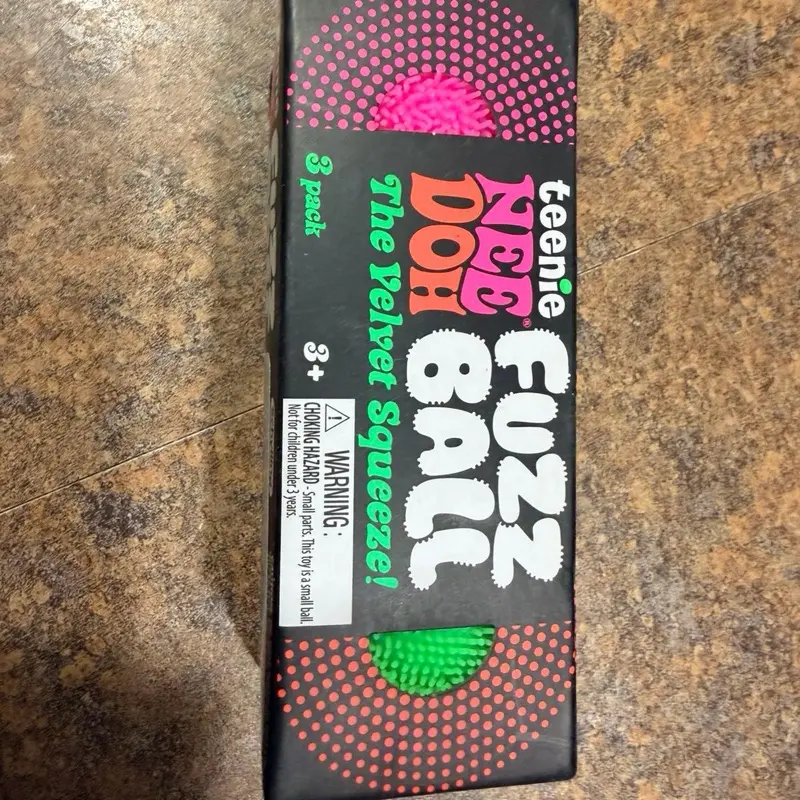 teenie
NEE
DOH®
FUZZ
BALL
The Velvet Squeeze!
3 pack
3+
⚠ WARNING:
CHOKING HAZARD - Small parts. This toy is a small ball.
Not for children under 3 years.